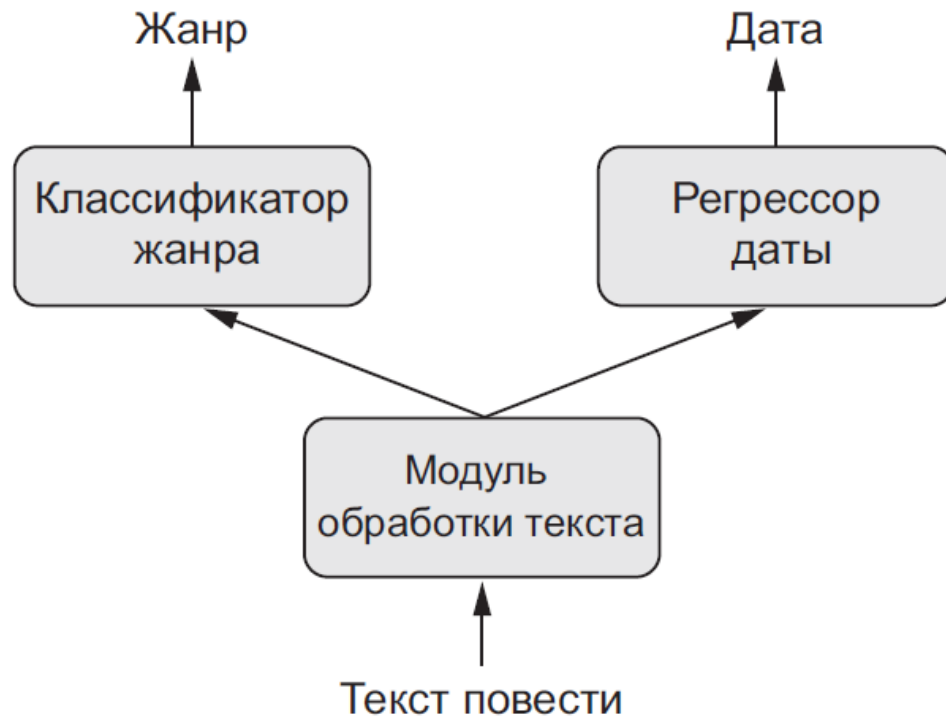 Жанр
Дата
Классификатор
жанра
Регрессор
даты
Модуль
обработки текста
Текст повести